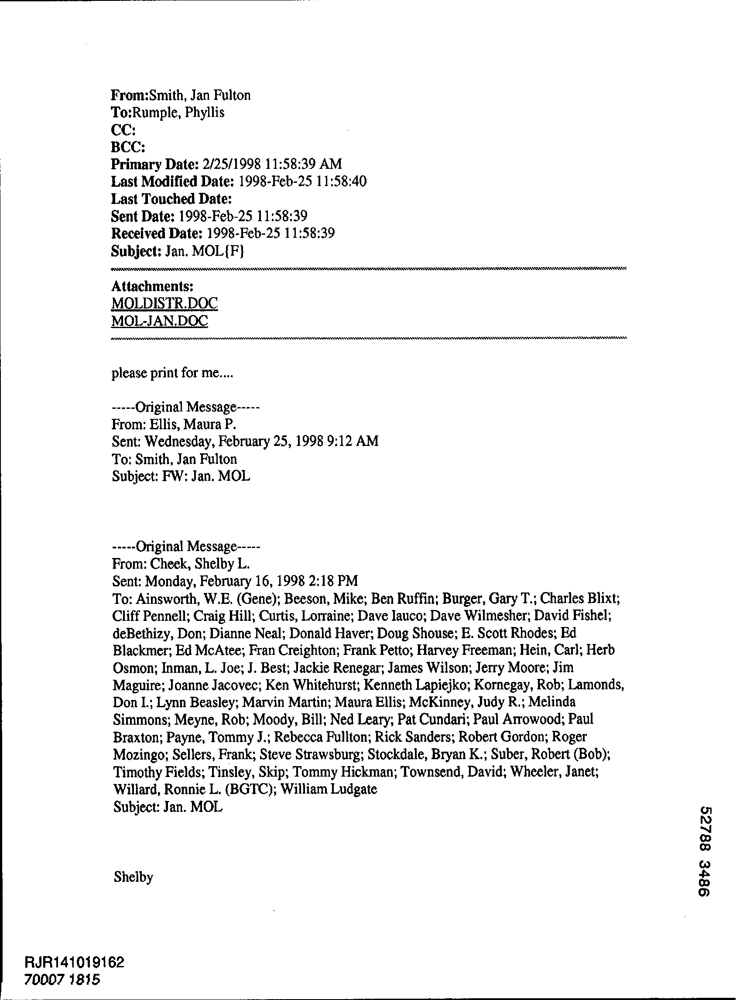 From:Smith, Jan Fulton
To:Rumple, Phyllis
CC:
BCC:
Primary Date: 2/25/1998 11:58:39 AM
Last Modified Date: 1998-Feb-25 11:58:40
Last Touched Date:
Sent Date: 1998-Feb-25 11:58:39
Received Date: 1998-Feb-25 11:58:39
Subject: Jan. MOL{F}
Attachments:
MOLDISTR.DOC
MOL-JAN.DOC
please print for me....
-----Original Message-----
From: Ellis, Maura P.
Sent: Wednesday, February 25, 1998 9:12 AM
To: Smith, Jan Fulton
Subject: FW: Jan. MOL
-----Original Message-----
From: Cheek, Shelby L.
Sent: Monday, February 16, 1998 2:18 PM
To: Ainsworth, W.E. (Gene); Beeson, Mike; Ben Ruffin; Burger, Gary T.; Charles Blixt;
Cliff Pennell; Craig Hill; Curtis, Lorraine; Dave Iauco; Dave Wilmesher; David Fishel;
deBethizy, Don; Dianne Neal; Donald Haver; Doug Shouse; E. Scott Rhodes; Ed
Blackmer; Ed McAtee; Fran Creighton; Frank Petto; Harvey Freeman; Hein, Carl; Herb
Osmon; Inman, L. Joe; J. Best; Jackie Renegar; James Wilson; Jerry Moore; Jim
Maguire; Joanne Jacovec; Ken Whitehurst; Kenneth Lapiejko; Kornegay, Rob; Lamonds,
Don I.; Lynn Beasley; Marvin Martin; Maura Ellis; McKinney, Judy R.; Melinda
Simmons; Meyne, Rob; Moody, Bill; Ned Leary; Pat Cundari; Paul Arrowood; Paul
Braxton; Payne, Tommy J.; Rebecca Fullton; Rick Sanders; Robert Gordon; Roger
Mozingo; Sellers, Frank; Steve Strawsburg; Stockdale, Bryan K.; Suber, Robert (Bob);
Timothy Fields; Tinsley, Skip; Tommy Hickman; Townsend, David; Wheeler, Janet;
Willard, Ronnie L. (BGTC); William Ludgate
Subject: Jan. MOL
Shelby
52788 3486
RJR141019162
70007 1815